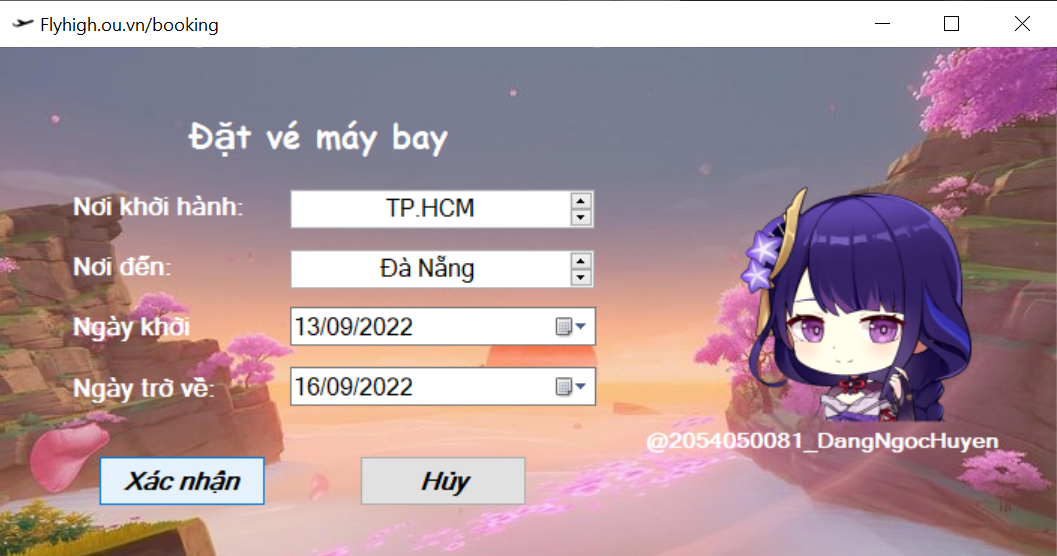 Flyhigh.ou.vn/booking
Đặt vé máy bay
Nơi khởi hành: TP.HCM
Nơi đến: Đà Nẵng
Ngày khởi 13/09/2022
Ngày trở về: 16/09/2022
@2054050081_DangNgocHuyen
Xác nhận Hủy